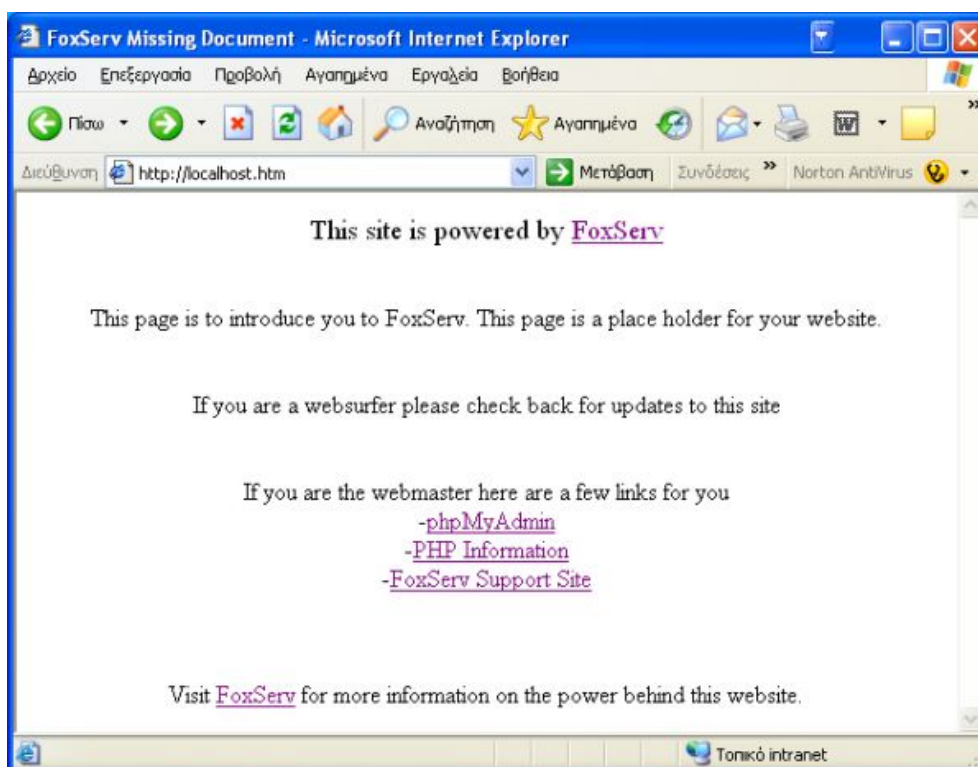 FoxServ Missing Document - Microsoft Internet Explorer
Αρχείο Επεξεργασία Προβολή Αγαπημένα Εργαλεία Βοήθεια
Πίσω Αναζήτηση Αγαπημένα »
Διεύθυνση http://localhost.htm Μετάβαση Συνδέσεις » Norton AntiVirus
This site is powered by FoxServ
This page is to introduce you to FoxServ. This page is a place holder for your website.
If you are a websurfer please check back for updates to this site
If you are the webmaster here are a few links for you
-phpMyAdmin
-PHP Information
-FoxServ Support Site
Visit FoxServ for more information on the power behind this website.
Τοπικό intranet